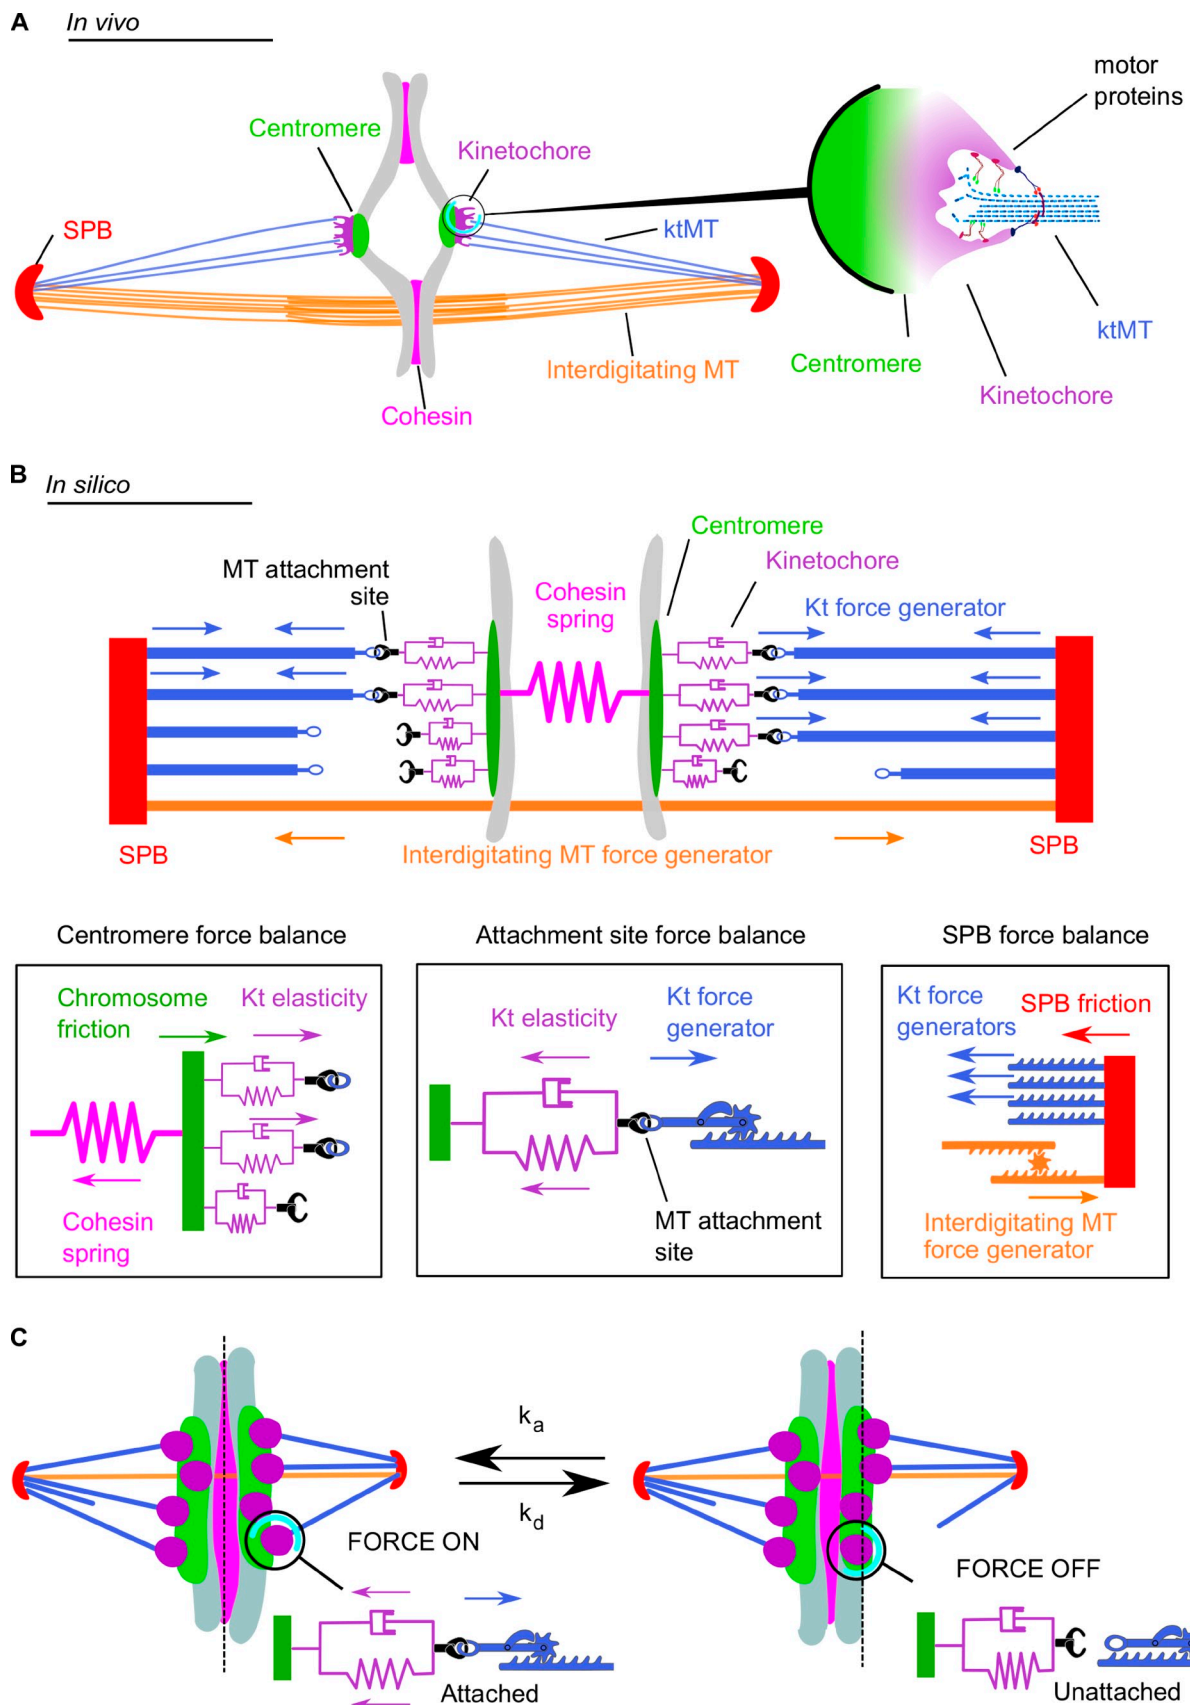 A
In vivo
motor
proteins
Centromere
Kinetochore
SPB
ktMT
ktMT
Interdigitating MT
Centromere
Kinetochore
Cohesin
B
In silico
Centromere
MT attachment
site
Kinetochore
Cohesin
spring
Kt force generator
SPB
Interdigitating MT force generator
SPB
Centromere force balance
Attachment site force balance
SPB force balance
Chromosome
friction
Kt elasticity
Cohesin
spring
Kt elasticity
Kt force
generator
MT attachment
site
Kt force
generators
SPB friction
Interdigitating MT
force generator
C
ka
kd
FORCE ON
FORCE OFF
Attached
Unattached